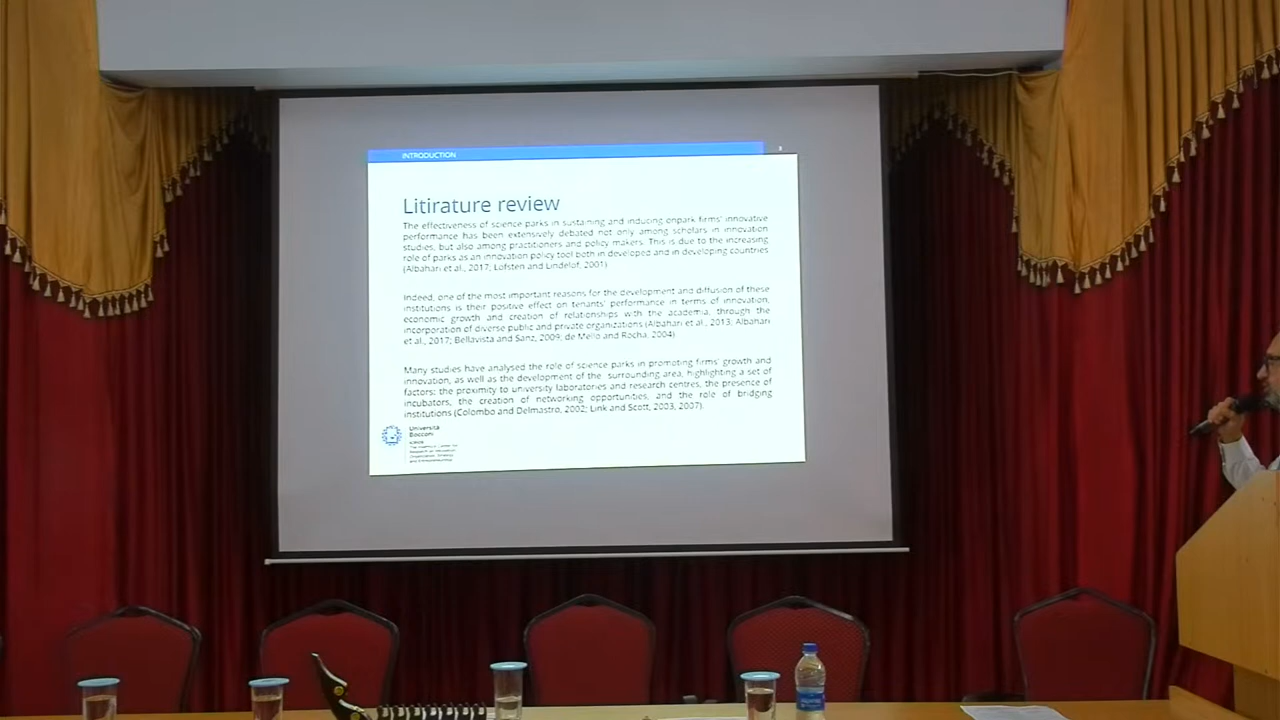 INTRODUCTION
3
Litirature review
The effectiveness of science parks in sustaining and inducing onpark firms' innovative
performance has been extensively debated not only among scholars in innovation
studies, but also among practitioners and policy makers. This is due to the increasing
role of parks as an innovation policy tool both in developed and in developing countries
(Albahari et al., 2017; Lofsten and Lindelof, 2001)
Indeed, one of the most important reasons for the development and diffusion of these
institutions is their positive effect on tenants' performance in terms of innovation,
economic growth and creation of relationships with the academia, through the
incorporation of diverse public and private organizations (Albahari et al., 2013; Albahari
et al., 2017; Bellavista and Sanz, 2009; de Mello and Rocha, 2004)
Many studies have analysed the role of science parks in promoting firms' growth and
innovation, as well as the development of the surrounding area, highlighting a set of
factors: the proximity to university laboratories and research centres, the presence of
incubators, the creation of networking opportunities, and the role of bridging
institutions (Colombo and Delmastro, 2002; Link and Scott, 2003, 2007).
Università
Bocconi